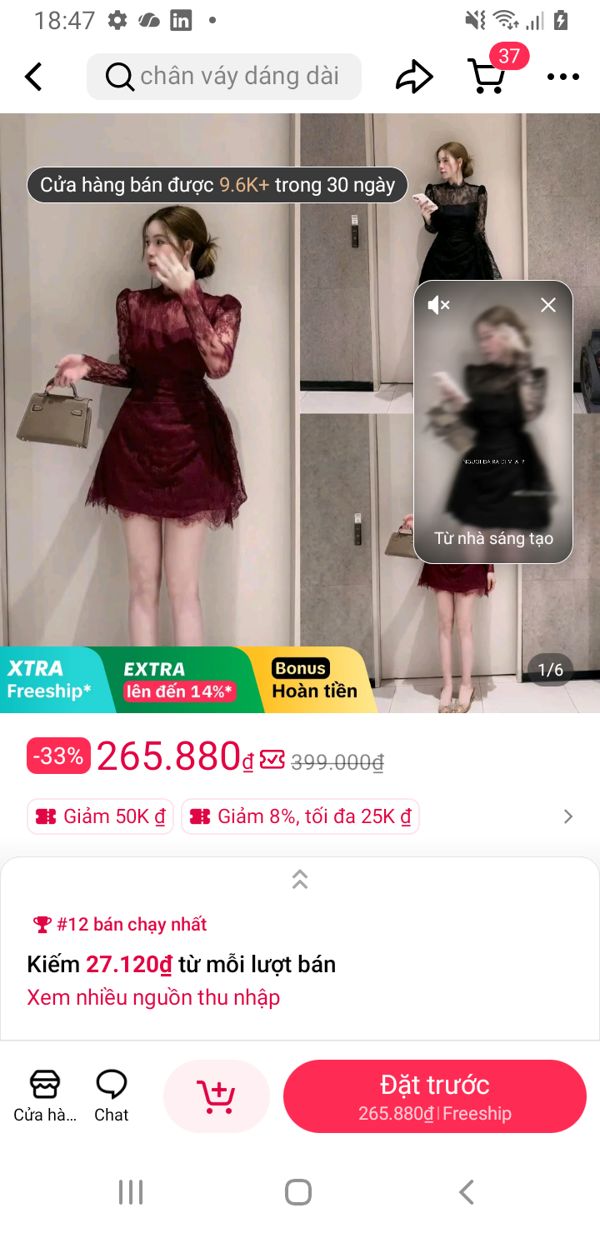 18:47
37
chân váy dáng dài
Cửa hàng bán được 9.6K+ trong 30 ngày
Từ nhà sáng tạo
XTRA
Freeship*
EXTRA
lên đến 14%*
Bonus
Hoàn tiền
1/6
-33% 265.880₫ 399.000₫
Giảm 50K ₫
Giảm 8%, tối đa 25K ₫
#12 bán chạy nhất
Kiếm 27.120₫ từ mỗi lượt bán
Xem nhiều nguồn thu nhập
Cửa hà...
Chat
Đặt trước
265.880₫|Freeship